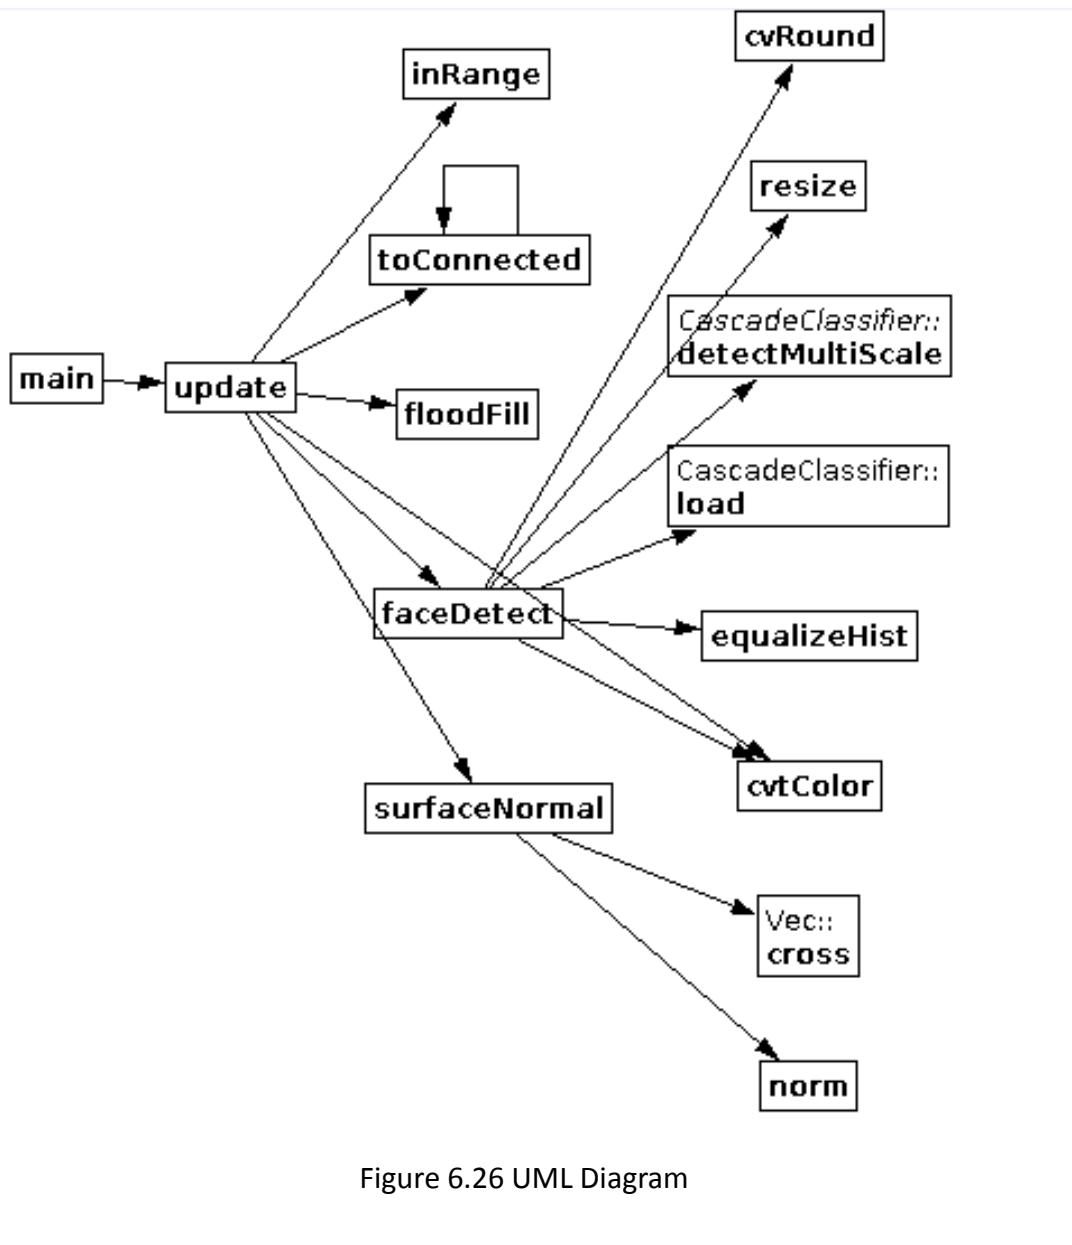 cvRound
inRange
resize
toConnected
CascadeClassifier::
detectMultiScale
main
update
floodFill
CascadeClassifier::
load
faceDetect
equalizeHist
cvtColor
surfaceNormal
Vec::
cross
norm
Figure 6.26 UML Diagram